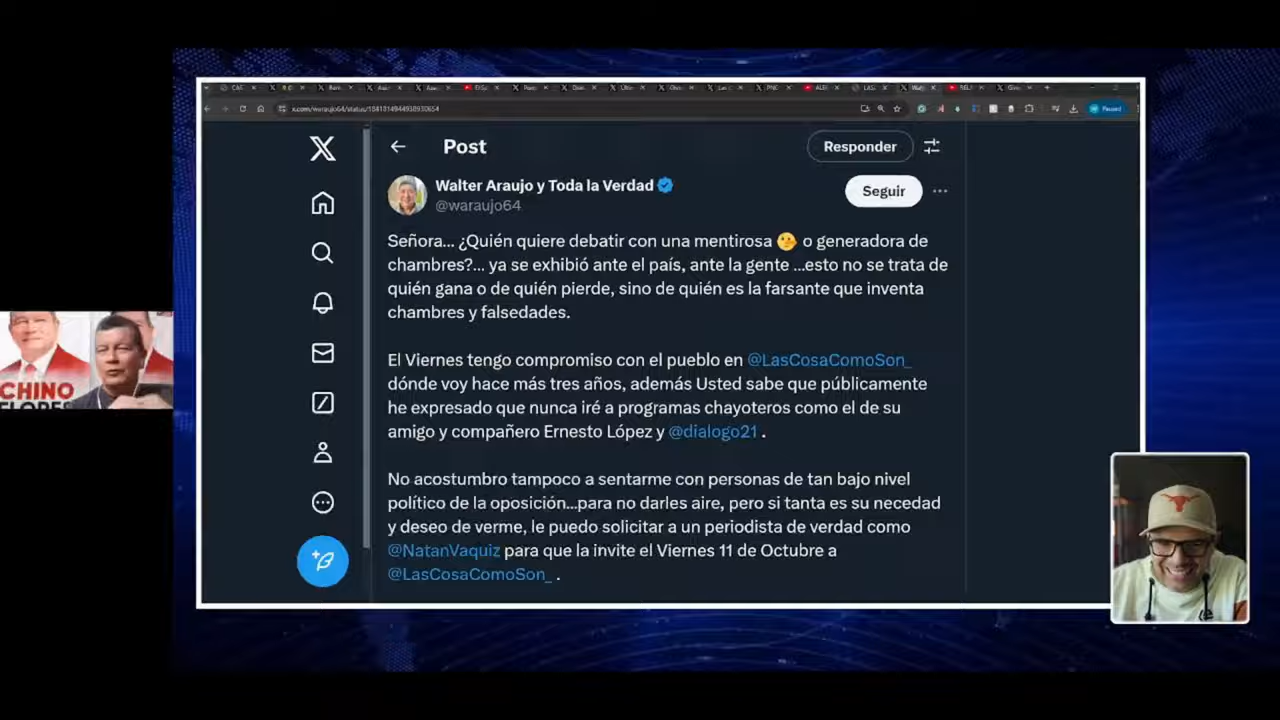 x.com/waraujo64/status/1841014944938930654
Paused
Post
Responder
Walter Araujo y Toda la Verdad
@waraujo64
Seguir
Señora... ¿Quién quiere debatir con una mentirosa 🤥 o generadora de
chambres?... ya se exhibió ante el país, ante la gente ...esto no se trata de
quién gana o de quién pierde, sino de quién es la farsante que inventa
chambres y falsedades.
El Viernes tengo compromiso con el pueblo en @LasCosaComoSon_
dónde voy hace más tres años, además Usted sabe que públicamente
he expresado que nunca iré a programas chayoteros como el de su
amigo y compañero Ernesto López y @dialogo21 .
No acostumbro tampoco a sentarme con personas de tan bajo nivel
político de la oposición...para no darles aire, pero si tanta es su necedad
y deseo de verme, le puedo solicitar a un periodista de verdad como
@NatanVaquiz para que la invite el Viernes 11 de Octubre a
@LasCosaComoSon_ .
CHINO
FLORES